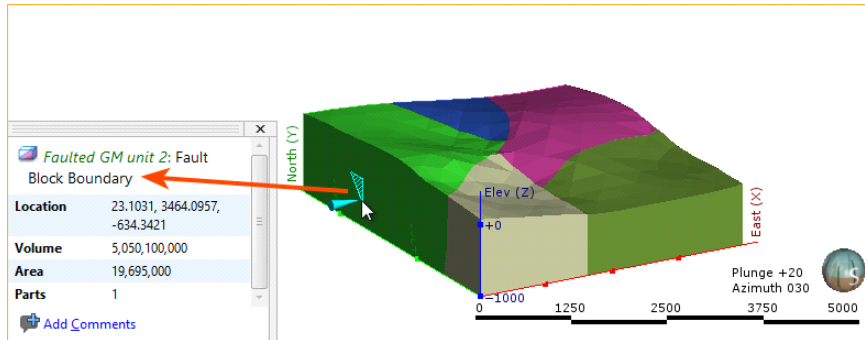 x
Faulted GM unit 2: Fault
Block Boundary
Location 23.1031, 3464.0957,
-634.3421
Volume 5,050,100,000
Area 19,695,000
Parts 1
Add Comments
North (Y)
Elev (Z)
+0
-1000
East (X)
Plunge +20
Azimuth 030
S
0 1250 2500 3750 5000